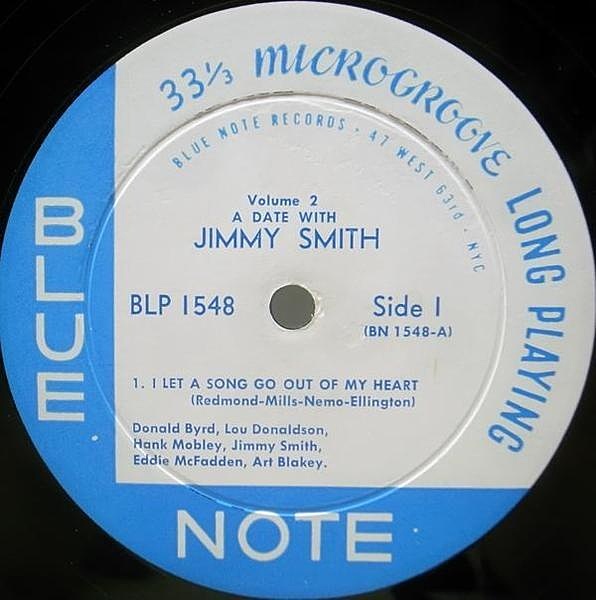 33⅓ MICROGROOVE LONG PLAYING
BLUE NOTE RECORDS · 47 WEST 63rd · NYC
Volume 2
A DATE WITH
JIMMY SMITH
BLP 1548
Side 1
(BN 1548-A)
1. I LET A SONG GO OUT OF MY HEART
(Redmond-Mills-Nemo-Ellington)
Donald Byrd, Lou Donaldson,
Hank Mobley, Jimmy Smith,
Eddie McFadden, Art Blakey.
BLUE
NOTE